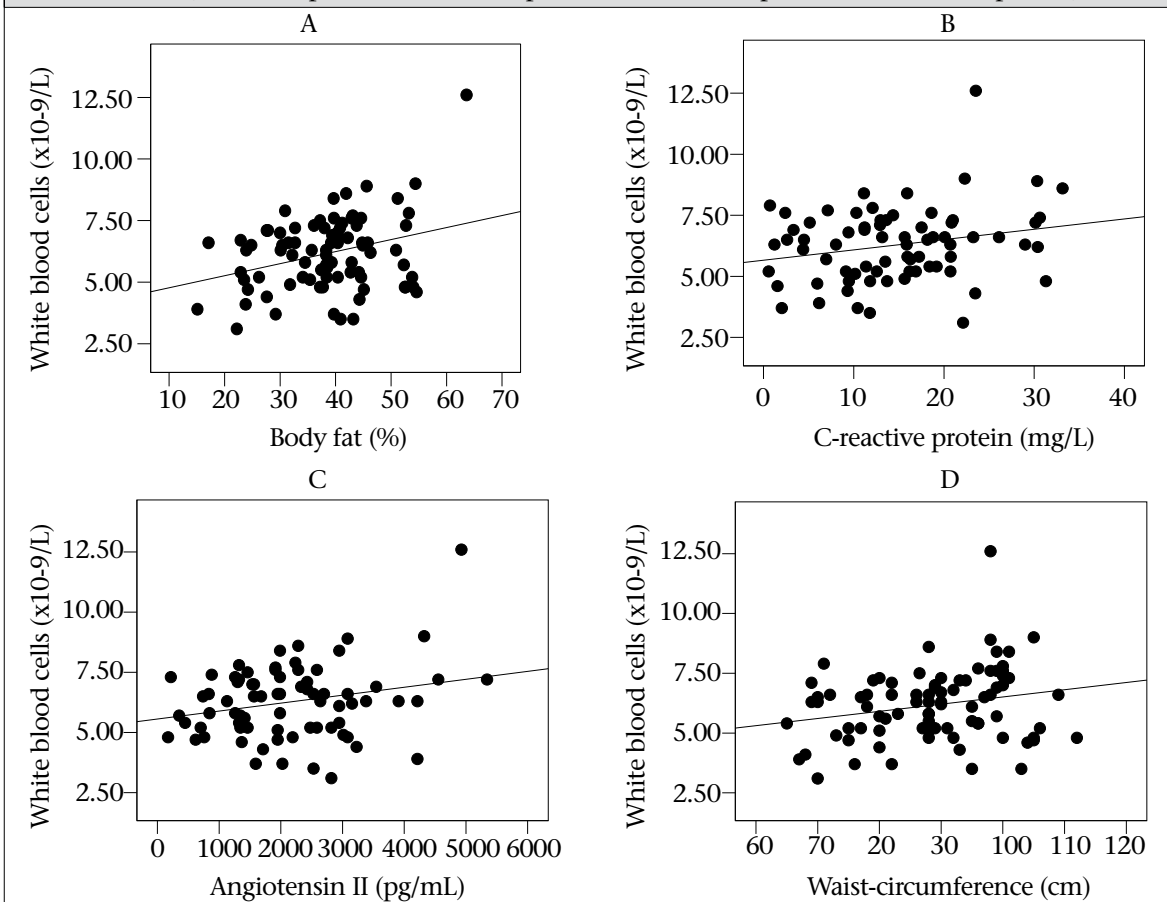 A
White blood cells (x10-9/L)
12.50
10.00
7.50
5.00
2.50
10 20 30 40 50 60 70
Body fat (%)
B
White blood cells (x10-9/L)
12.50
10.00
7.50
5.00
2.50
0 10 20 30 40
C-reactive protein (mg/L)
C
White blood cells (x10-9/L)
12.50
10.00
7.50
5.00
2.50
0 1000 2000 3000 4000 5000 6000
Angiotensin II (pg/mL)
D
White blood cells (x10-9/L)
12.50
10.00
7.50
5.00
2.50
60 70 20 30 100 110 120
Waist-circumference (cm)